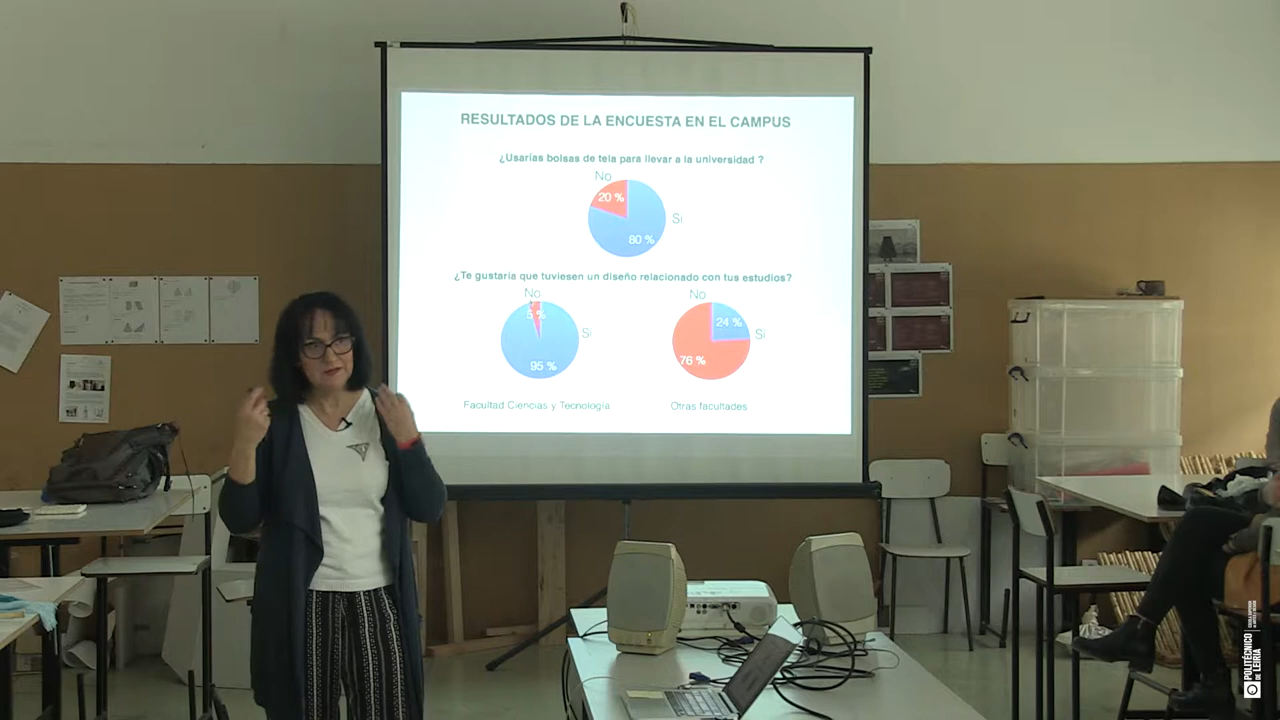 RESULTADOS DE LA ENCUESTA EN EL CAMPUS
¿Usarías bolsas de tela para llevar a la universidad ?
No
20 %
Si
80 %
¿Te gustaría que tuviesen un diseño relacionado con tus estudios?
No
5 %
Si
95 %
No
24 %
Si
76 %
Facultad Ciencias y Tecnología
Otras facultades
POLITÉCNICO
DE LEIRIA